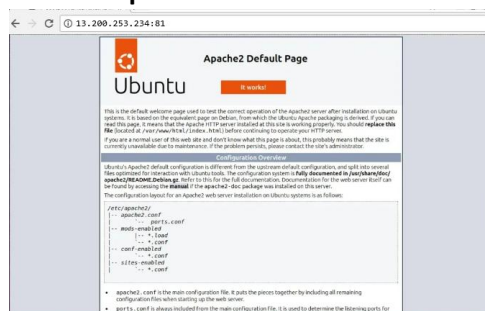 13.200.253.234:81
Apache2 Default Page
Ubuntu
It works!
This is the default welcome page used to test the correct operation of the Apache2 server after installation on Ubuntu
systems. It is based on the equivalent page on Debian, from which the Ubuntu Apache packaging is derived. If you can
read this page, it means that the Apache HTTP server installed at this site is working properly. You should replace this
file (located at /var/www/html/index.html) before continuing to operate your HTTP server.
If you are a normal user of this web site and don't know what this page is about, this probably means that the site is
currently unavailable due to maintenance. If the problem persists, please contact the site's administrator.
Configuration Overview
Ubuntu's Apache2 default configuration is different from the upstream default configuration, and split into several
files optimized for interaction with Ubuntu tools. The configuration system is fully documented in /usr/share/doc/
apache2/README.Debian.gz. Refer to this for the full documentation. Documentation for the web server itself can
be found by accessing the manual if the apache2-doc package was installed on this server.
The configuration layout for an Apache2 web server installation on Ubuntu systems is as follows:
/etc/apache2/
|-- apache2.conf
|       `-- ports.conf
|-- mods-enabled
|       |-- *.load
|       `-- *.conf
|-- conf-enabled
|       `-- *.conf
|-- sites-enabled
|       `-- *.conf
• apache2.conf is the main configuration file. It puts the pieces together by including all remaining
configuration files when starting up the web server.
• ports.conf is always included from the main configuration file. It is used to determine the listening ports for